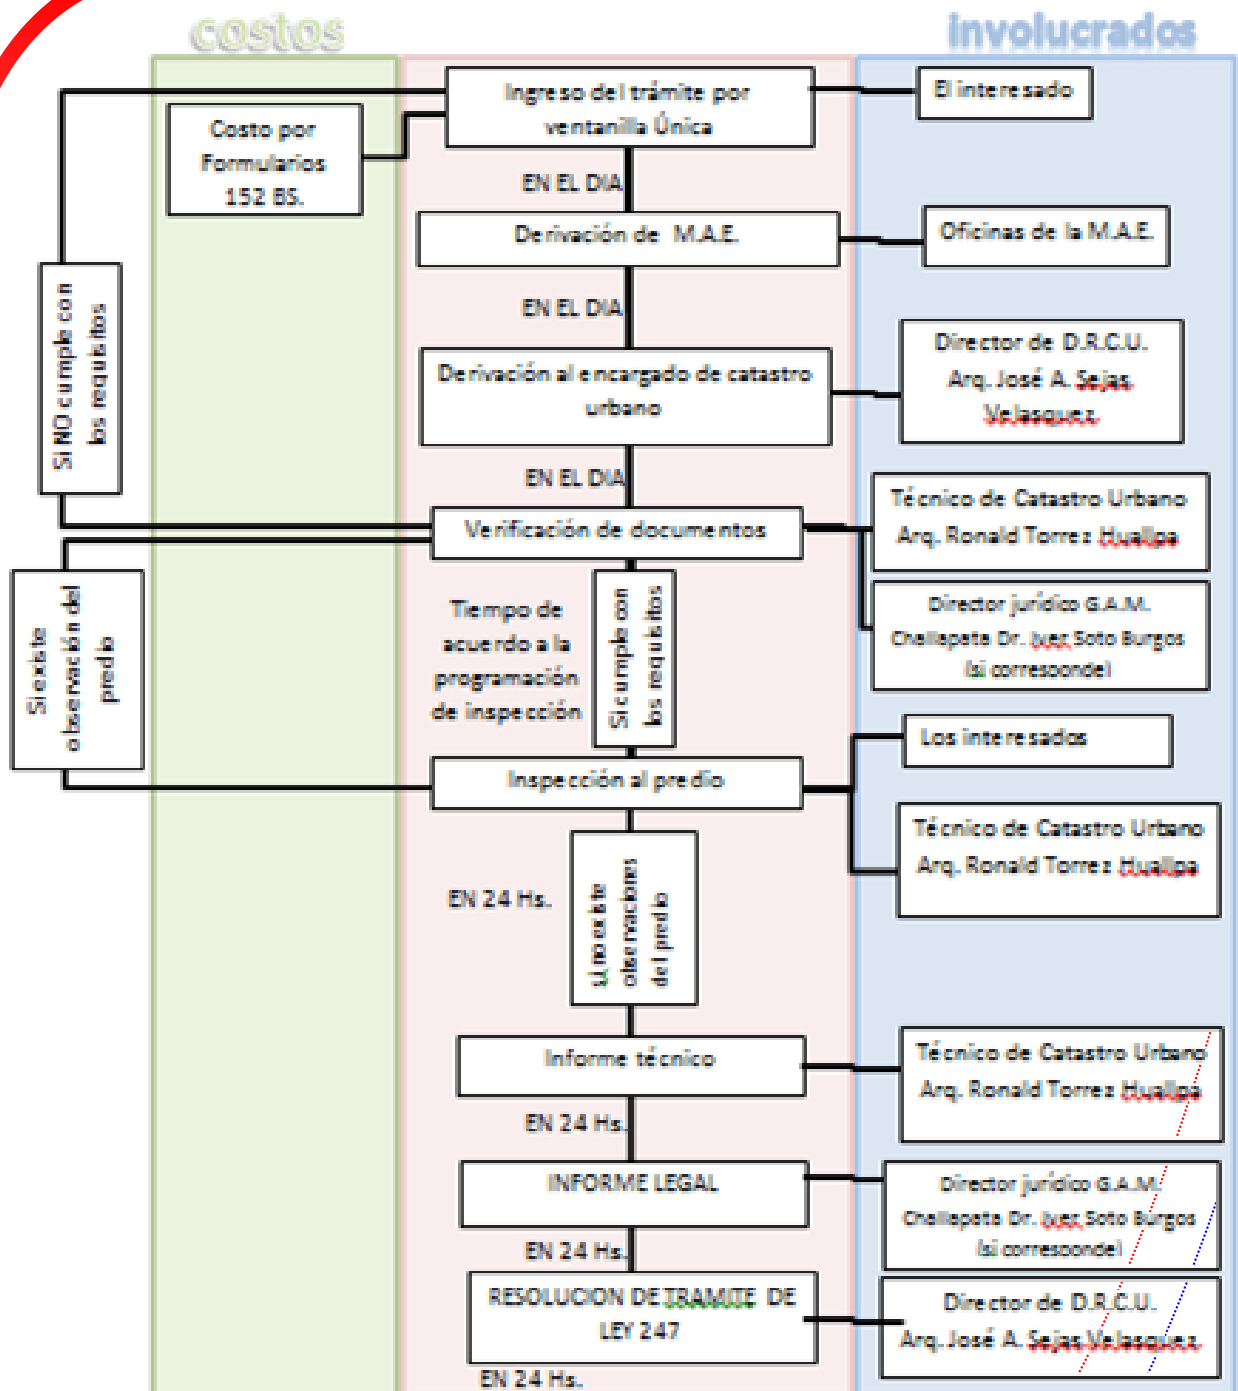 costos
involucrados
Ingreso del trámite por
ventanilla Única
El interesado
Costo por
Formularios
152 BS.
EN EL DIA
Derivación de M.A.E.
Oficinas de la M.A.E.
EN EL DIA
Si NO cumple con
los requisitos
Derivación al encargado de catastro
urbano
Director de D.R.C.U.
Arq. José A. Sejas
Velasquez
EN EL DIA
Verificación de documentos
Técnico de Catastro Urbano
Arq. Ronald Torrez Huallpa
Director jurídico G.A.M.
Challapata Dr. Iver Soto Burgos
(si corresponde)
Si existe
observación del
predio
Tiempo de
acuerdo a la
programación
de inspección
Si cumple con
los requisitos
Los interesados
Inspección al predio
Técnico de Catastro Urbano
Arq. Ronald Torrez Huallpa
EN 24 Hs.
si no existe
observaciones
del predio
Informe técnico
Técnico de Catastro Urbano
Arq. Ronald Torrez Huallpa
EN 24 Hs.
INFORME LEGAL
Director jurídico G.A.M.
Challapata Dr. Iver Soto Burgos
(si corresponde)
EN 24 Hs.
RESOLUCION DE TRAMITE DE
LEY 247
Director de D.R.C.U.
Arq. José A. Sejas Velasquez
EN 24 Hs.